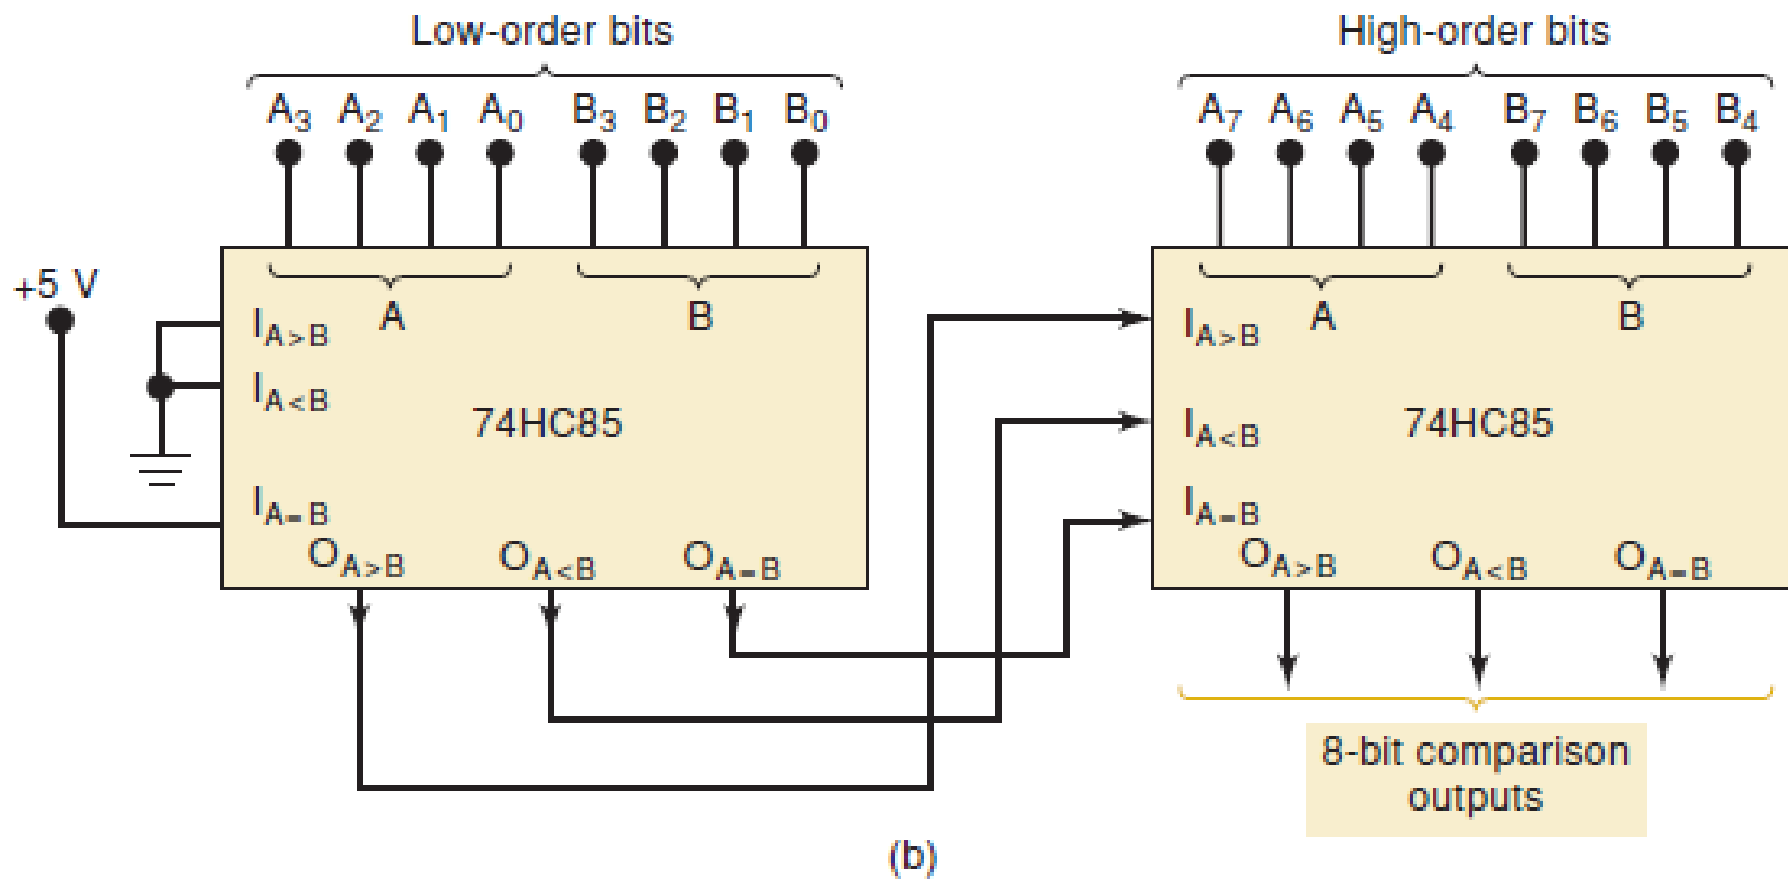 Low-order bits
High-order bits
A3 A2 A1 A0 B3 B2 B1 B0
A7 A6 A5 A4 B7 B6 B5 B4
+5 V
IA>B
A
B
IA<B
74HC85
IA=B
OA>B OA<B OA=B
IA>B
A
B
IA<B
74HC85
IA=B
OA>B OA<B OA=B
8-bit comparison
outputs
(b)